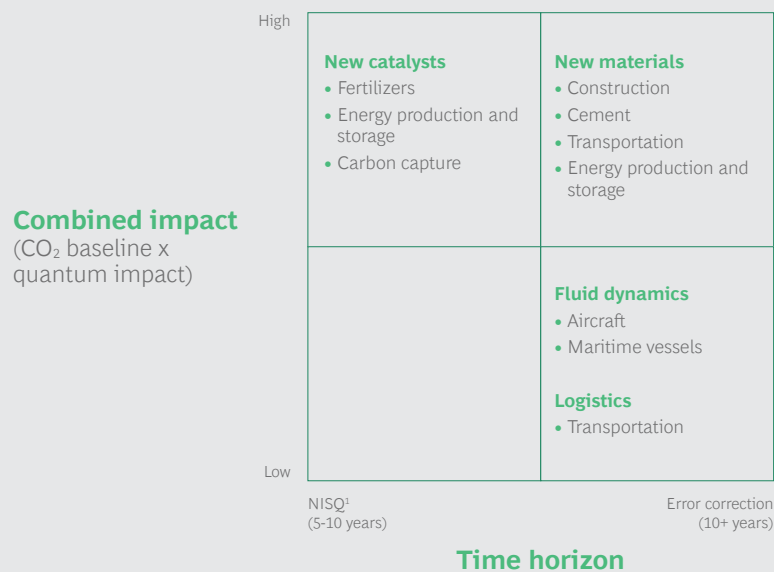 High
New catalysts
• Fertilizers
• Energy production and
storage
• Carbon capture
New materials
• Construction
• Cement
• Transportation
• Energy production and
storage
Combined impact
(CO₂ baseline x
quantum impact)
Fluid dynamics
• Aircraft
• Maritime vessels
Logistics
• Transportation
Low
NISQ¹
(5-10 years)
Error correction
(10+ years)
Time horizon